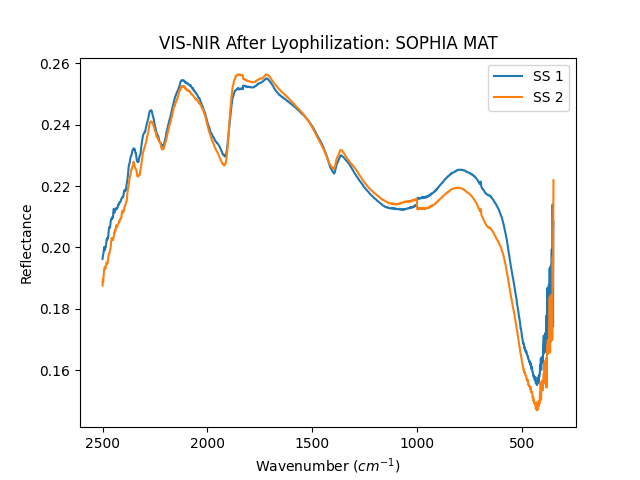 VIS-NIR After Lyophilization: SOPHIA MAT
SS 1
SS 2
Reflectance
0.26
0.24
0.22
0.20
0.18
0.16
2500 2000 1500 1000 500
Wavenumber (cm⁻¹)